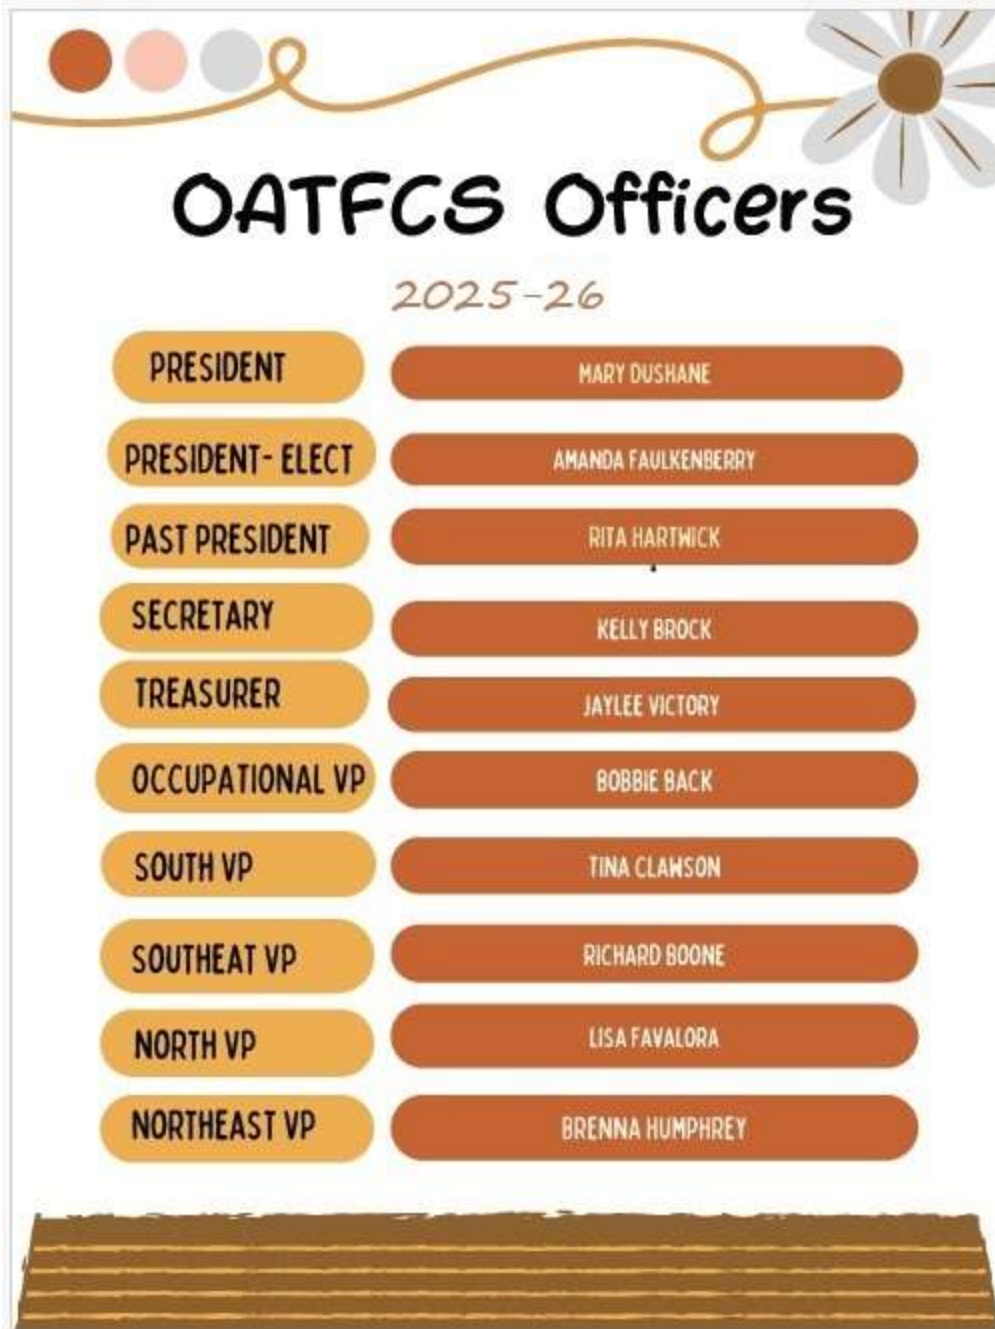 OATFCS Officers
2025-26
PRESIDENT MARY DUSHANE
PRESIDENT- ELECT AMANDA FAULKENBERRY
PAST PRESIDENT RITA HARTWICK
SECRETARY KELLY BROCK
TREASURER JAYLEE VICTORY
OCCUPATIONAL VP BOBBIE BACK
SOUTH VP TINA CLAWSON
SOUTHEAT VP RICHARD BOONE
NORTH VP LISA FAVALORA
NORTHEAST VP BRENNA HUMPHREY